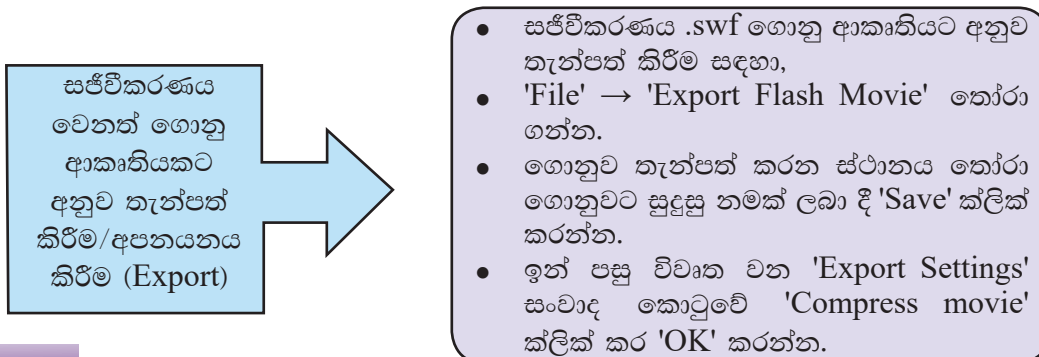 සජීවීකරණය
වෙනත් ගොනු
ආකෘතියකට
අනුව තැන්පත්
කිරීම/අපනයනය
කිරීම (Export)
● සජීවීකරණය .swf ගොනු ආකෘතියට අනුව
තැන්පත් කිරීම සඳහා,
● 'File' → 'Export Flash Movie' තෝරා
ගන්න.
● ගොනුව තැන්පත් කරන ස්ථානය තෝරා
ගොනුවට සුදුසු නමක් ලබා දී 'Save' ක්ලික්
කරන්න.
● ඉන් පසු විවෘත වන 'Export Settings'
සංවාද කොටුවේ 'Compress movie'
ක්ලික් කර 'OK' කරන්න.